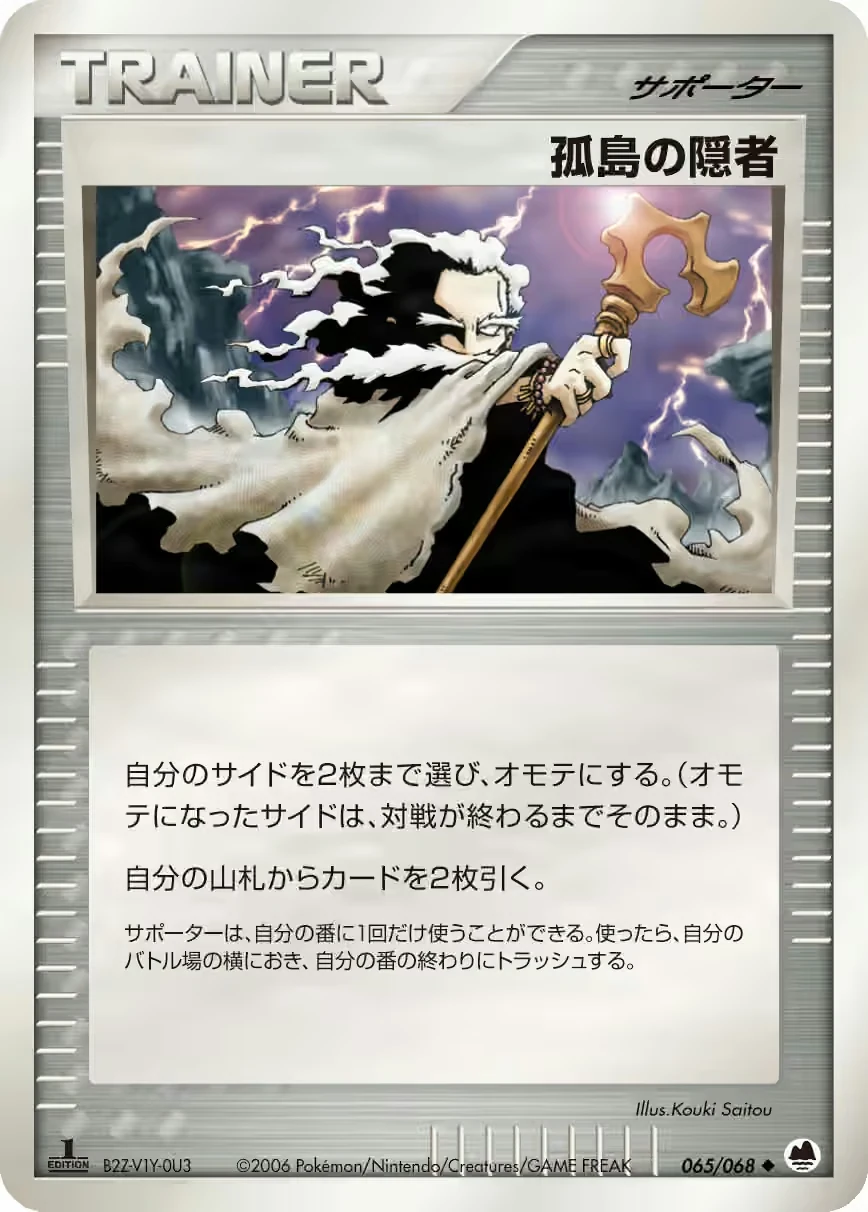 TRAINER
サポーター
孤島の隠者
自分のサイドを2枚まで選び、オモテにする。(オモ
テになったサイドは、対戦が終わるまでそのまま。)
自分の山札からカードを2枚引く。
サポーターは、自分の番に1回だけ使うことができる。使ったら、自分の
バトル場の横におき、自分の番の終わりにトラッシュする。
Illus.Kouki Saitou
1 EDITION B2Z-V1Y-0U3 ©2006 Pokémon/Nintendo/Creatures/GAME FREAK 065/068 ◆